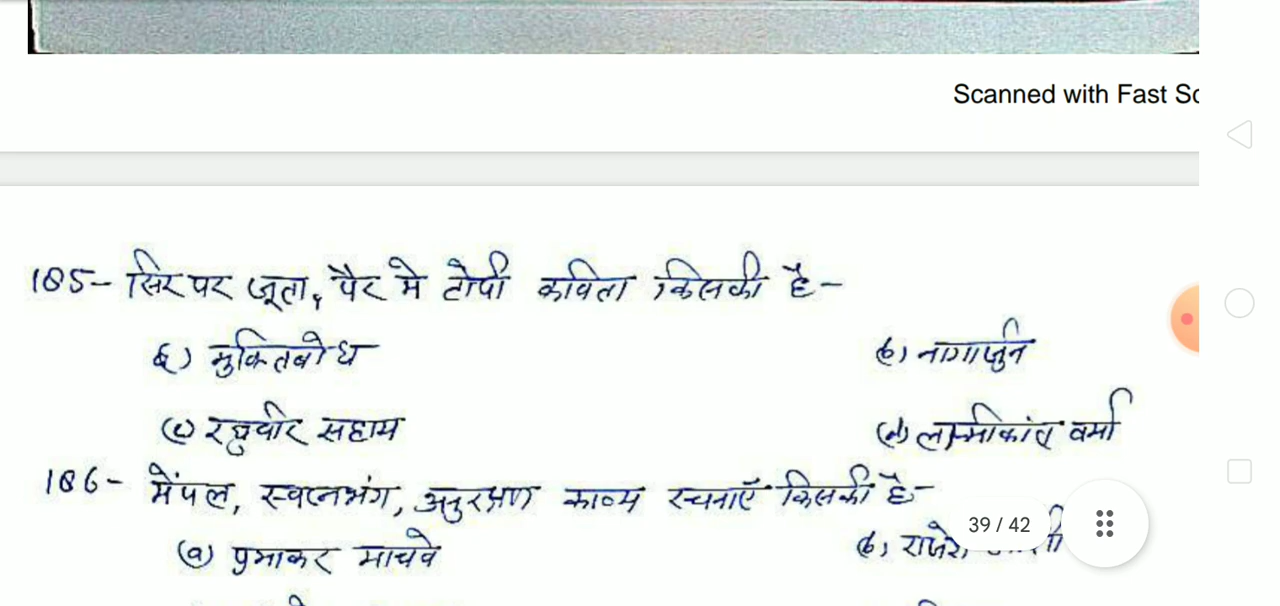 Scanned with Fast Sc
185- सिर पर जूता, पैर मे टोपी कविता किसकी है-
a) मुक्तिबोध (b) नागार्जुन
(c) रघुवीर सहाय (d) लक्ष्मीकांत वर्मा
186- मेंपल, स्वप्नभंग, अनुक्षण काव्य रचनाएँ किसकी है-
39 / 42
(a) प्रभाकर माचवे (b)